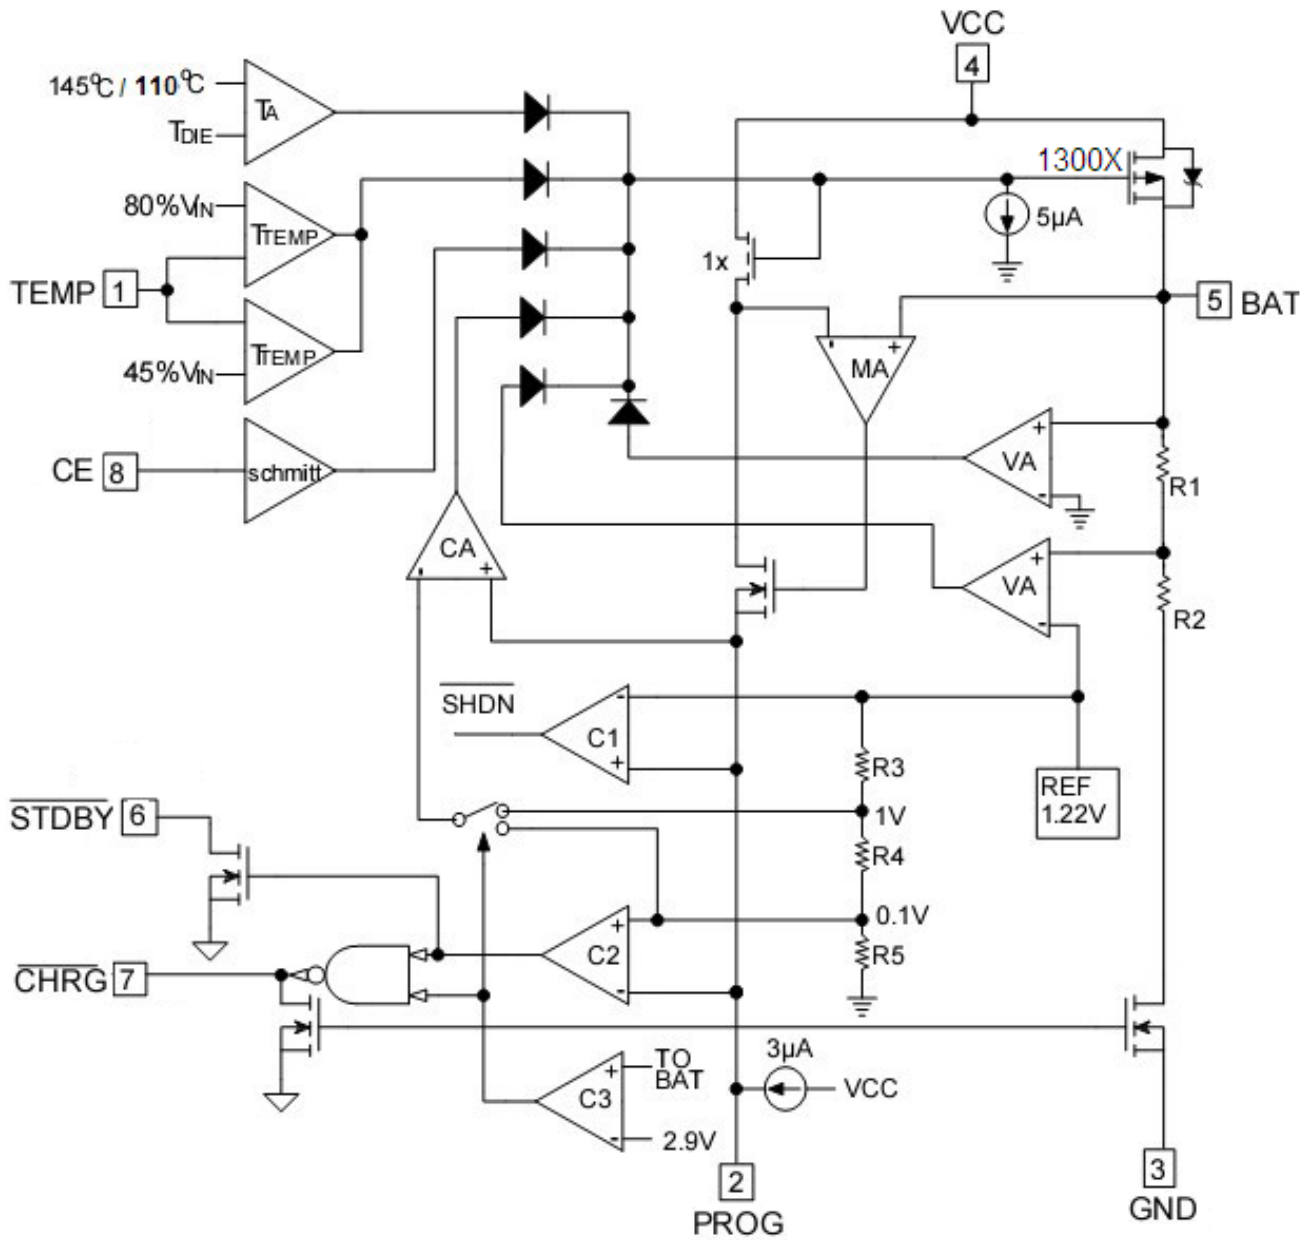 VCC
4
145°C / 110°C
TA
TDIE
1300X
80%VIN
TTEMP
5µA
1x
TEMP 1
5 BAT
TTEMP
45%VIN
MA
CE 8
schmitt
VA
R1
CA
VA
R2
SHDN
C1
R3
REF
1.22V
STDBY 6
1V
R4
0.1V
C2
R5
CHRG 7
3µA
TO
BAT
C3
VCC
2.9V
2
PROG
3
GND